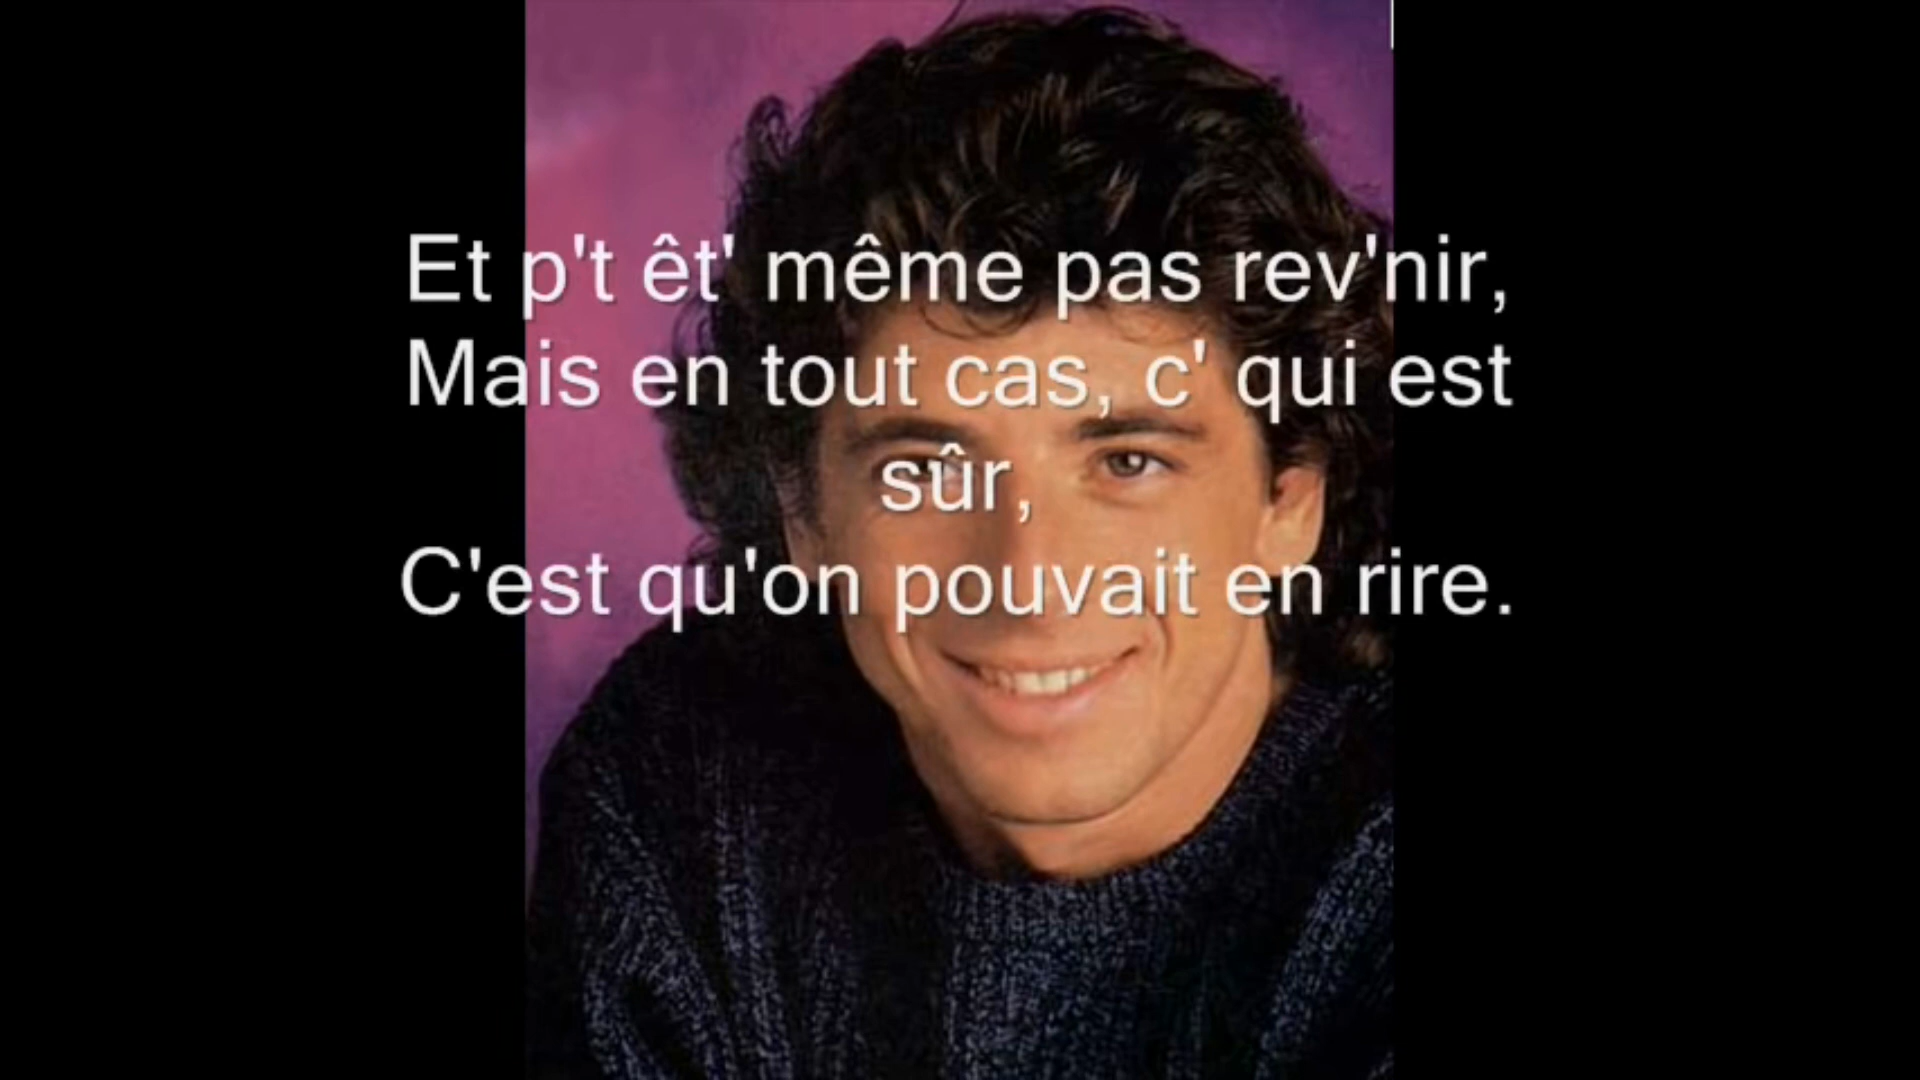 Et p't êt' même pas rev'nir,
Mais en tout cas, c' qui est
sûr,
C'est qu'on pouvait en rire.